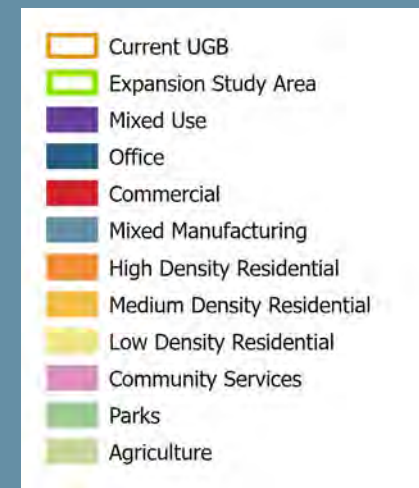 Current UGB
Expansion Study Area
Mixed Use
Office
Commercial
Mixed Manufacturing
High Density Residential
Medium Density Residential
Low Density Residential
Community Services
Parks
Agriculture